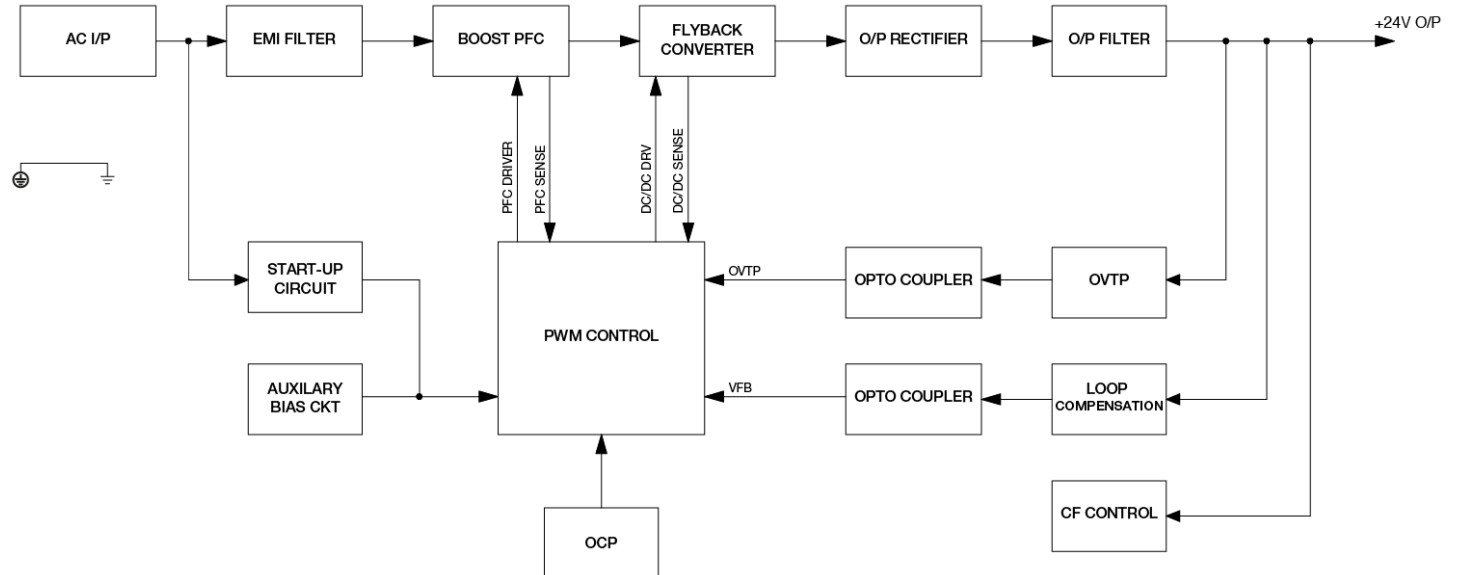 AC I/P
EMI FILTER
BOOST PFC
FLYBACK
CONVERTER
O/P RECTIFIER
O/P FILTER
+24V O/P
PFC DRIVER
PFC SENSE
DC/DC DRV
DC/DC SENSE
START-UP
CIRCUIT
PWM CONTROL
OVTP
OPTO COUPLER
OVTP
AUXILARY
BIAS CKT
VFB
OPTO COUPLER
LOOP
COMPENSATION
CF CONTROL
OCP